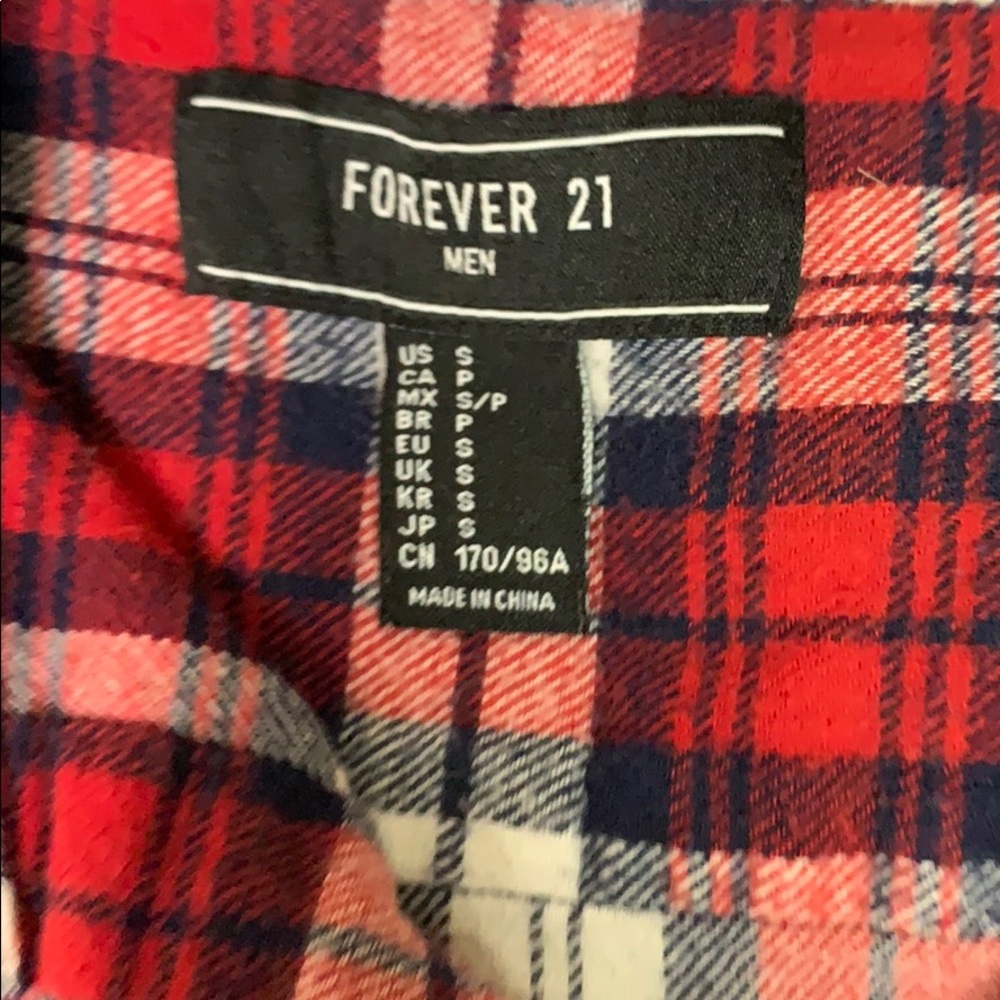 FOREVER 21
MEN
US S
CA P
MX S/P
BR P
EU S
UK S
KR S
JP S
CN 170/96A
MADE IN CHINA